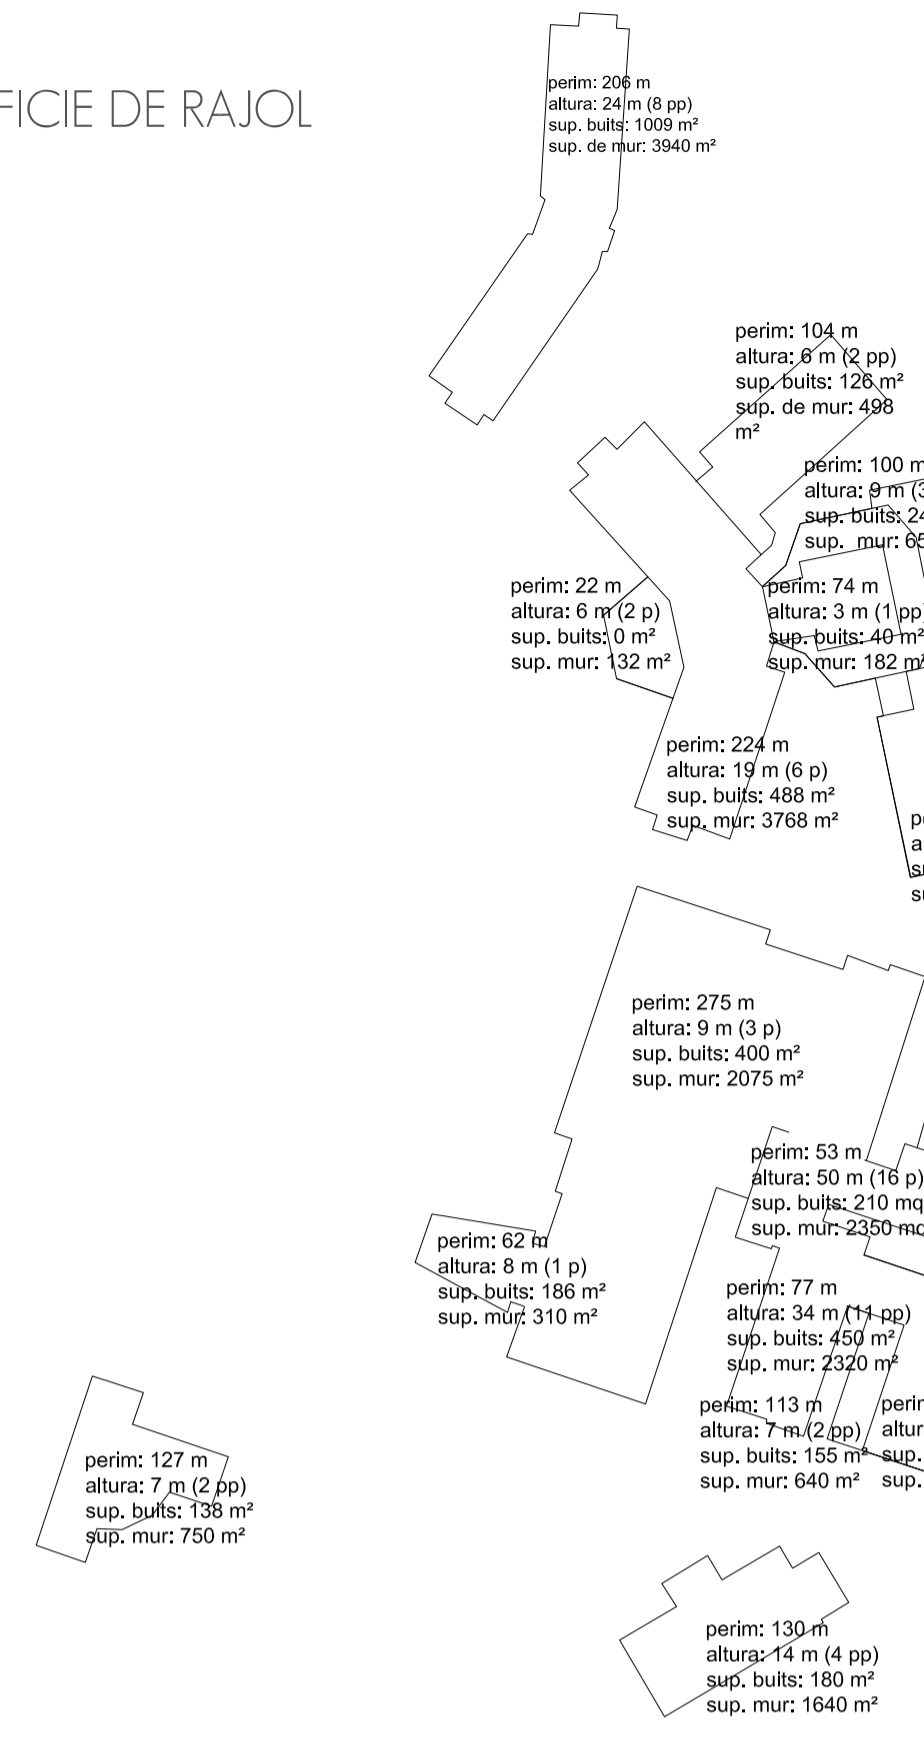 FICIE DE RAJOL
perim: 206 m
altura: 24 m (8 pp)
sup. buits: 1009 m²
sup. de mur: 3940 m²
perim: 104 m
altura: 6 m (2 pp)
sup. buits: 126 m²
sup. de mur: 498
m²
perim: 100 m
altura: 9 m (3
sup. buits: 24
sup. mur: 65
perim: 22 m
altura: 6 m (2 p)
sup. buits: 0 m²
sup. mur: 132 m²
perim: 74 m
altura: 3 m (1 pp)
sup. buits: 40 m²
sup. mur: 182 m²
perim: 224 m
altura: 19 m (6 p)
sup. buits: 488 m²
sup. mur: 3768 m²
perim: 275 m
altura: 9 m (3 p)
sup. buits: 400 m²
sup. mur: 2075 m²
perim: 53 m
altura: 50 m (16 p)
sup. buits: 210 mq
sup. mur: 2350 mq
perim: 62 m
altura: 8 m (1 p)
sup. buits: 186 m²
sup. mur: 310 m²
perim: 77 m
altura: 34 m (11 pp)
sup. buits: 450 m²
sup. mur: 2320 m²
perim: 113 m
altura: 7 m (2 pp)
sup. buits: 155 m²
sup. mur: 640 m²
perim
altur
sup.
sup.
perim: 127 m
altura: 7 m (2 pp)
sup. buits: 138 m²
sup. mur: 750 m²
perim: 130 m
altura: 14 m (4 pp)
sup. buits: 180 m²
sup. mur: 1640 m²